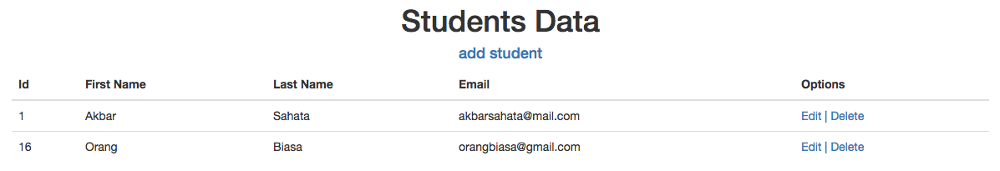 Students Data
add student
Id First Name Last Name Email Options
1 Akbar Sahata akbarsahata@mail.com Edit | Delete
16 Orang Biasa orangbiasa@gmail.com Edit | Delete